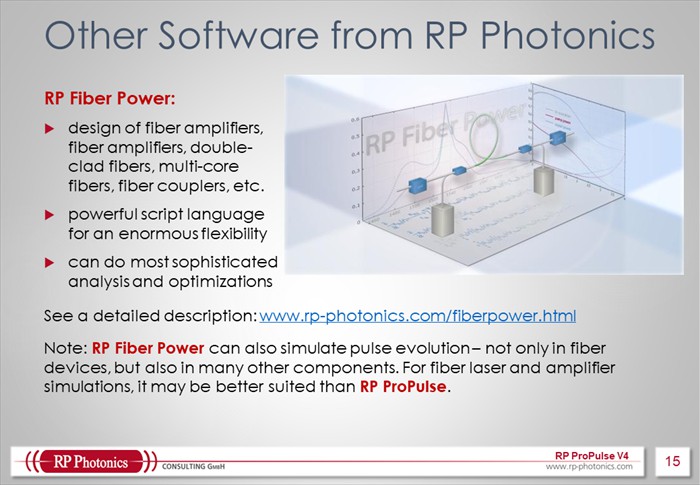 Other Software from RP Photonics
RP Fiber Power:
design of fiber amplifiers,
fiber amplifiers, double-
clad fibers, multi-core
fibers, fiber couplers, etc.
powerful script language
for an enormous flexibility
can do most sophisticated
analysis and optimizations
RP Fiber Power
See a detailed description: www.rp-photonics.com/fiberpower.html
Note: RP Fiber Power can also simulate pulse evolution – not only in fiber
devices, but also in many other components. For fiber laser and amplifier
simulations, it may be better suited than RP ProPulse.
RP Photonics
CONSULTING GMBH
RP ProPulse V4
www.rp-photonics.com
15